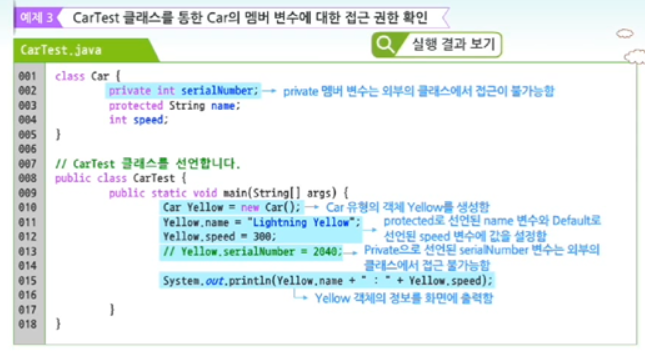 예제 3 CarTest 클래스를 통한 Car의 멤버 변수에 대한 접근 권한 확인
CarTest.java
실행 결과 보기
001 class Car {
002 private int serialNumber; → private 멤버 변수는 외부의 클래스에서 접근이 불가능함
003 protected String name;
004 int speed;
005 }
006
007 // CarTest 클래스를 선언합니다.
008 public class CarTest {
009 public static void main(String[] args) {
010 Car Yellow = new Car(); → Car 유형의 객체 Yellow를 생성함
011 Yellow.name = "Lightning Yellow"; → protected로 선언된 name 변수와 Default로
012 Yellow.speed = 300; 선언된 speed 변수에 값을 설정함
013 // Yellow.serialNumber = 2040; → Private으로 선언된 serialNumber 변수는 외부의
014 클래스에서 접근 불가능함
015 System.out.println(Yellow.name + " : " + Yellow.speed);
016 → Yellow 객체의 정보를 화면에 출력함
017 }
018 }